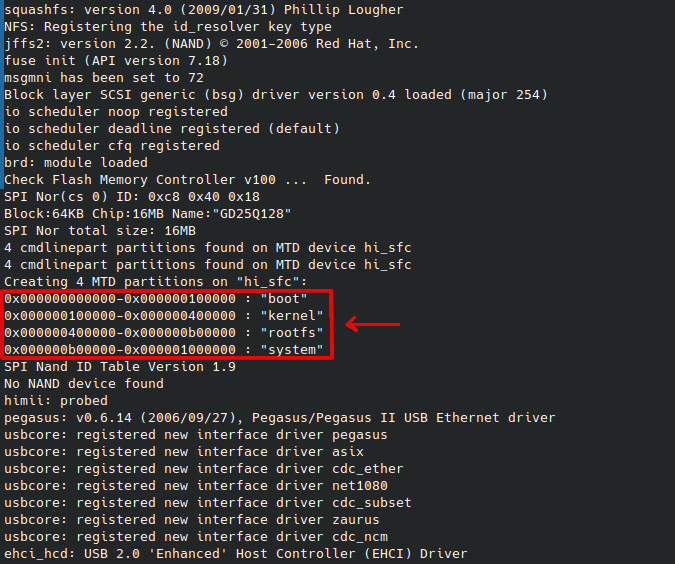 squashfs: version 4.0 (2009/01/31) Phillip Lougher
NFS: Registering the id_resolver key type
jffs2: version 2.2. (NAND) © 2001-2006 Red Hat, Inc.
fuse init (API version 7.18)
msgmni has been set to 72
Block layer SCSI generic (bsg) driver version 0.4 loaded (major 254)
io scheduler noop registered
io scheduler deadline registered (default)
io scheduler cfq registered
brd: module loaded
Check Flash Memory Controller v100 ...  Found.
SPI Nor(cs 0) ID: 0xc8 0x40 0x18
Block:64KB Chip:16MB Name:"GD25Q128"
SPI Nor total size: 16MB
4 cmdlinepart partitions found on MTD device hi_sfc
4 cmdlinepart partitions found on MTD device hi_sfc
Creating 4 MTD partitions on "hi_sfc":
0x000000000000-0x000000100000 : "boot"
0x000000100000-0x000000400000 : "kernel"
0x000000400000-0x000000b00000 : "rootfs"
0x000000b00000-0x000001000000 : "system"
SPI Nand ID Table Version 1.9
No NAND device found
himii: probed
pegasus: v0.6.14 (2006/09/27), Pegasus/Pegasus II USB Ethernet driver
usbcore: registered new interface driver pegasus
usbcore: registered new interface driver asix
usbcore: registered new interface driver cdc_ether
usbcore: registered new interface driver net1080
usbcore: registered new interface driver cdc_subset
usbcore: registered new interface driver zaurus
usbcore: registered new interface driver cdc_ncm
ehci_hcd: USB 2.0 'Enhanced' Host Controller (EHCI) Driver